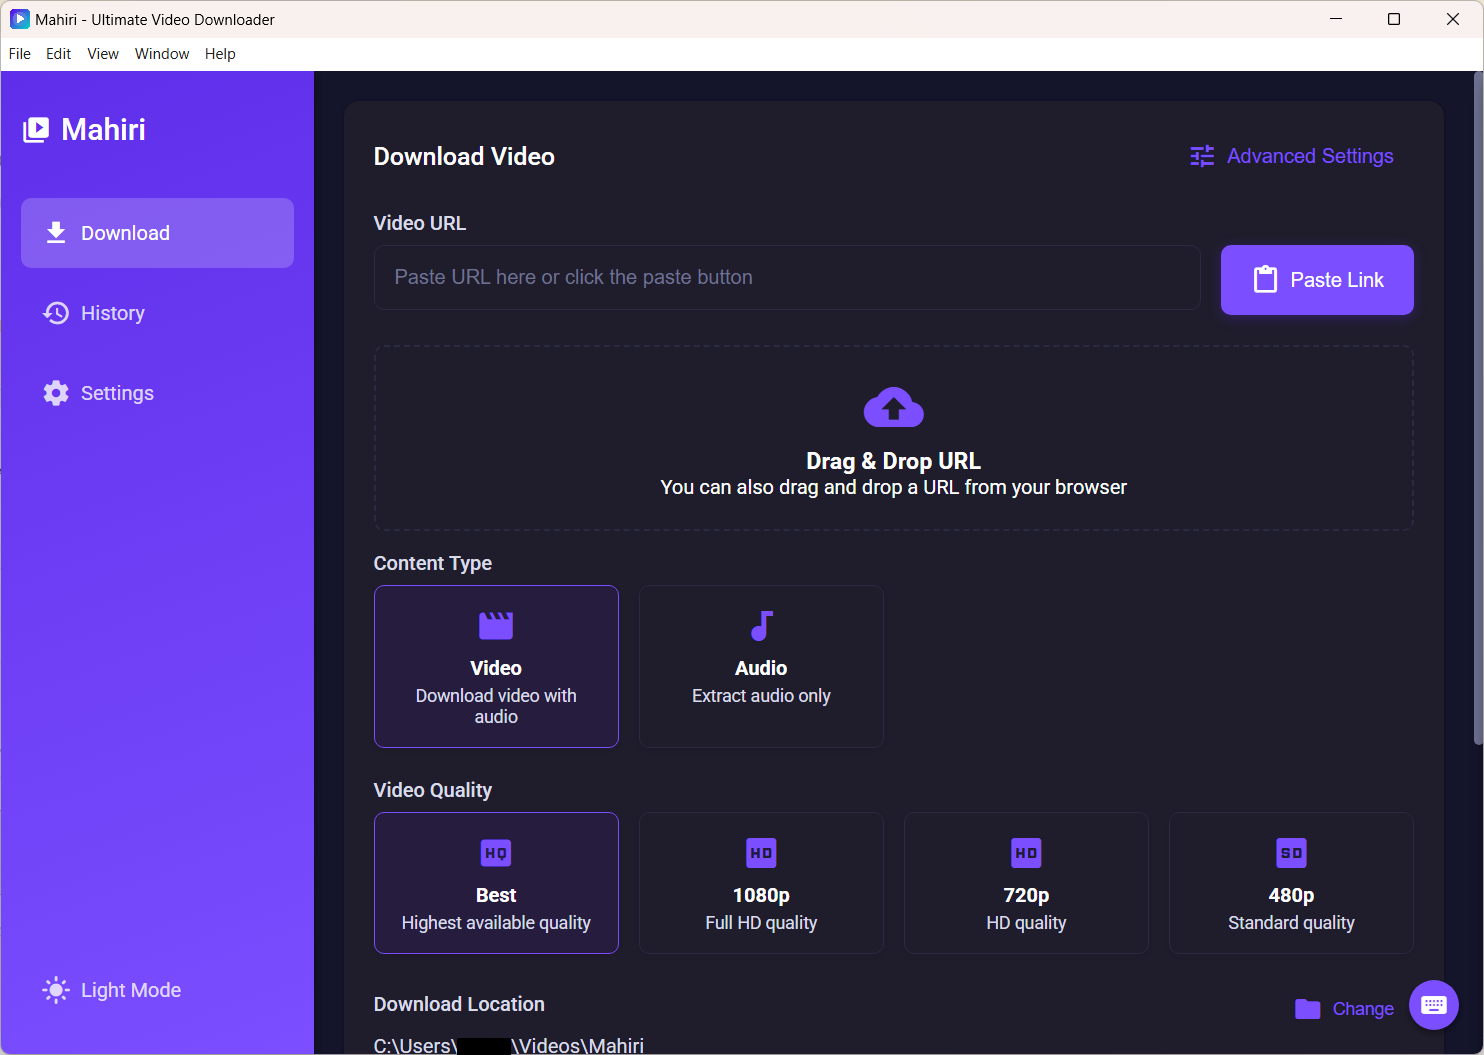 Mahiri - Ultimate Video Downloader
File Edit View Window Help
Mahiri
Download
History
Settings
Light Mode
Download Video
Advanced Settings
Video URL
Paste URL here or click the paste button
Paste Link
Drag & Drop URL
You can also drag and drop a URL from your browser
Content Type
Video
Download video with
audio
Audio
Extract audio only
Video Quality
HQ
Best
Highest available quality
HD
1080p
Full HD quality
HD
720p
HD quality
SD
480p
Standard quality
Download Location
Change
C:\Users\ \Videos\Mahiri